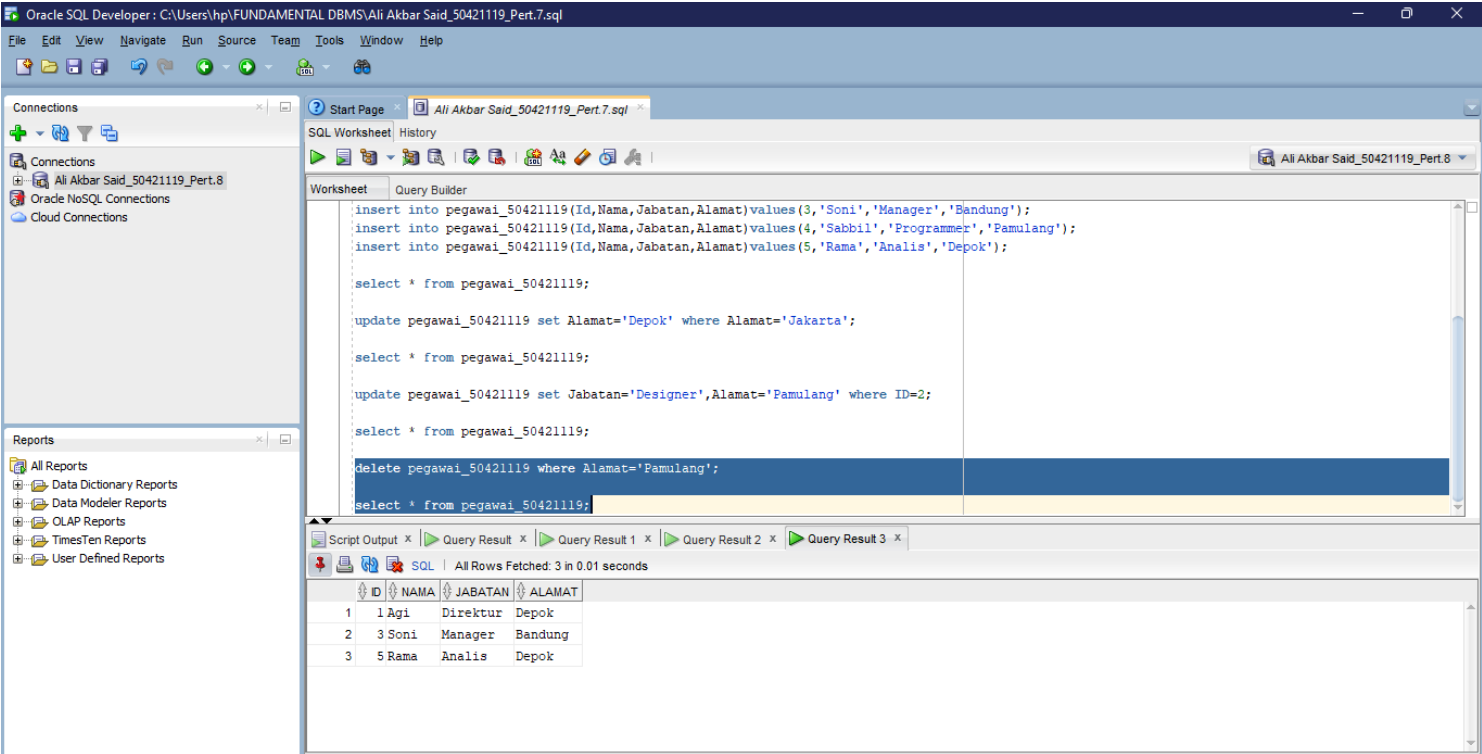 Oracle SQL Developer : C:\Users\hp\FUNDAMENTAL DBMS\Ali Akbar Said_50421119_Pert.7.sql
File Edit View Navigate Run Source Team Tools Window Help
Connections
Connections
Ali Akbar Said_50421119_Pert.8
Oracle NoSQL Connections
Cloud Connections
Reports
All Reports
Data Dictionary Reports
Data Modeler Reports
OLAP Reports
TimesTen Reports
User Defined Reports
Start Page
Ali Akbar Said_50421119_Pert.7.sql
SQL Worksheet History
Ali Akbar Said_50421119_Pert.8
Worksheet Query Builder
insert into pegawai_50421119(Id,Nama,Jabatan,Alamat)values(3,'Soni','Manager','Bandung');
insert into pegawai_50421119(Id,Nama,Jabatan,Alamat)values(4,'Sabbil','Programmer','Pamulang');
insert into pegawai_50421119(Id,Nama,Jabatan,Alamat)values(5,'Rama','Analis','Depok');
select * from pegawai_50421119;
update pegawai_50421119 set Alamat='Depok' where Alamat='Jakarta';
select * from pegawai_50421119;
update pegawai_50421119 set Jabatan='Designer',Alamat='Pamulang' where ID=2;
select * from pegawai_50421119;
delete pegawai_50421119 where Alamat='Pamulang';
select * from pegawai_50421119;
Script Output x Query Result x Query Result 1 x Query Result 2 x Query Result 3 x
SQL | All Rows Fetched: 3 in 0.01 seconds
ID NAMA JABATAN ALAMAT
1 1 Agi Direktur Depok
2 3 Soni Manager Bandung
3 5 Rama Analis Depok